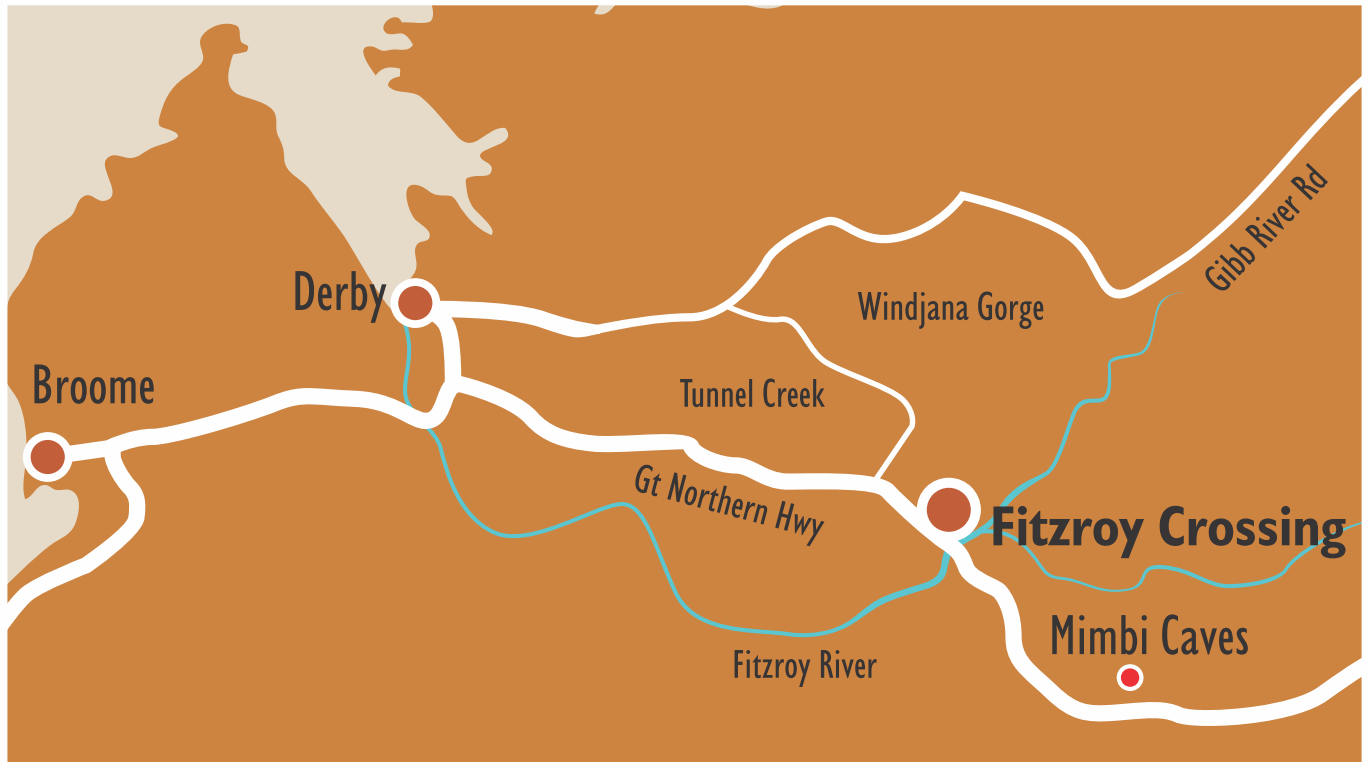 Gibb River Rd
Derby
Windjana Gorge
Broome
Tunnel Creek
Gt Northern Hwy
Fitzroy Crossing
Mimbi Caves
Fitzroy River